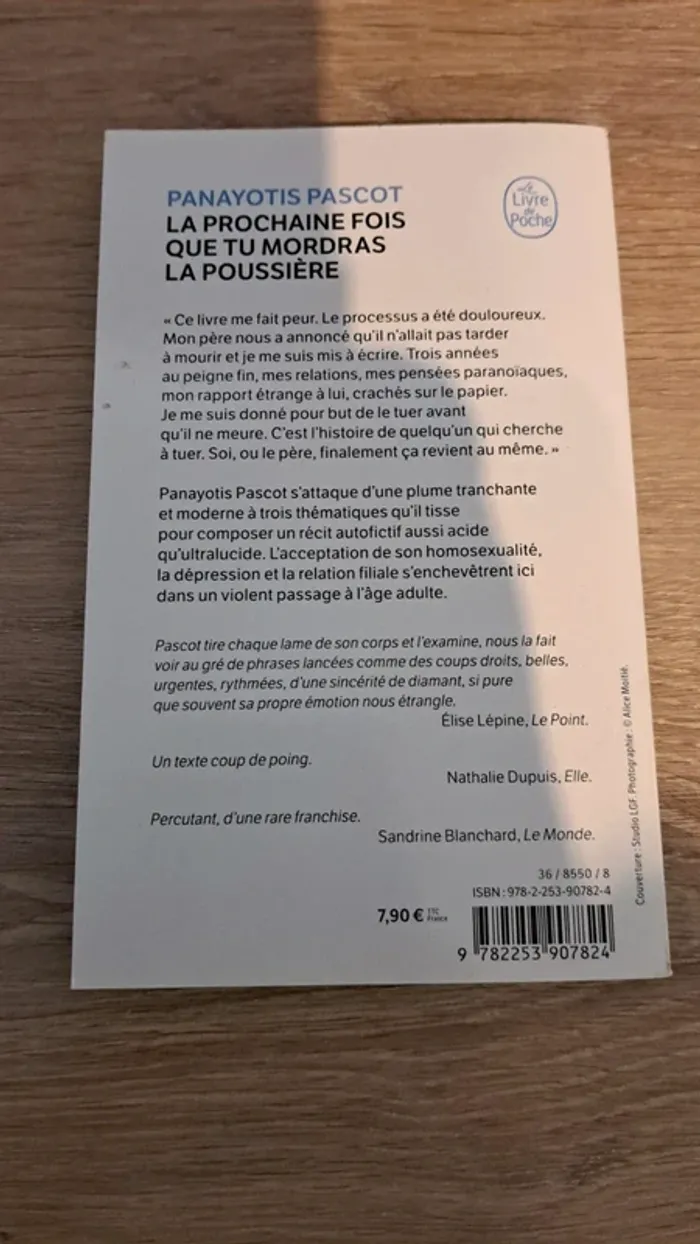 PANAYOTIS PASCOT
LA PROCHAINE FOIS
QUE TU MORDRAS
LA POUSSIÈRE
Le
Livre
de
Poche
« Ce livre me fait peur. Le processus a été douloureux.
Mon père nous a annoncé qu'il n'allait pas tarder
à mourir et je me suis mis à écrire. Trois années
au peigne fin, mes relations, mes pensées paranoïaques,
mon rapport étrange à lui, crachés sur le papier.
Je me suis donné pour but de le tuer avant
qu'il ne meure. C'est l'histoire de quelqu'un qui cherche
à tuer. Soi, ou le père, finalement ça revient au même. »
Panayotis Pascot s'attaque d'une plume tranchante
et moderne à trois thématiques qu'il tisse
pour composer un récit autofictif aussi acide
qu'ultralucide. L'acceptation de son homosexualité,
la dépression et la relation filiale s'enchevêtrent ici
dans un violent passage à l'âge adulte.
Pascot tire chaque lame de son corps et l'examine, nous la fait
voir au gré de phrases lancées comme des coups droits, belles,
urgentes, rythmées, d'une sincérité de diamant, si pure
que souvent sa propre émotion nous étrangle.
Élise Lépine, Le Point.
Un texte coup de poing.
Nathalie Dupuis, Elle.
Percutant, d'une rare franchise.
Sandrine Blanchard, Le Monde.
Couverture : Studio LGF. Photographie : © Alice Moitié.
36 / 8550 / 8
ISBN : 978-2-253-90782-4
7,90 € TTC
France
9 782253 907824